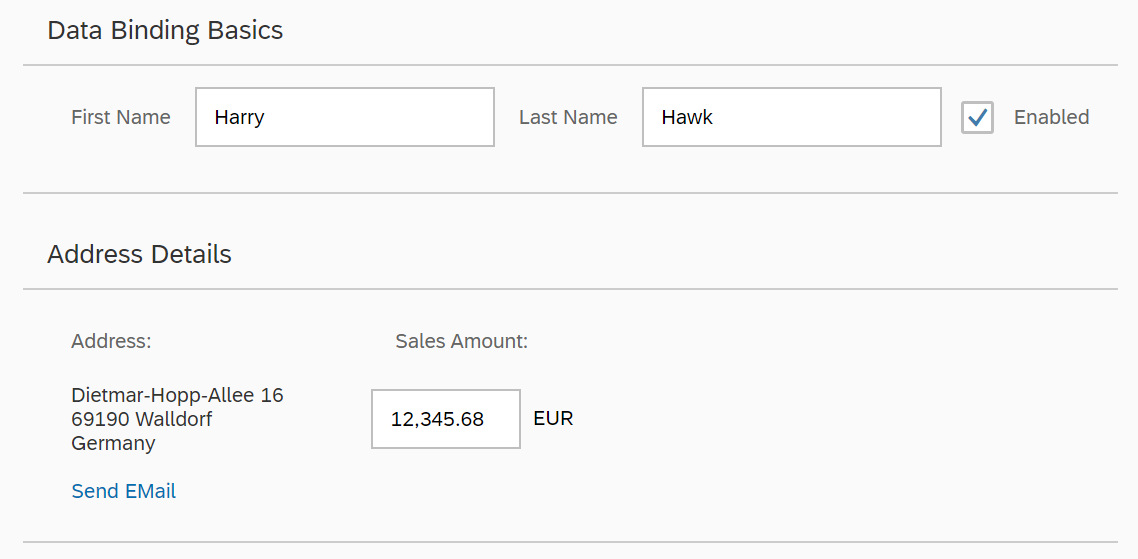 Data Binding Basics
First Name Harry Last Name Hawk Enabled
Address Details
Address: Sales Amount:
Dietmar-Hopp-Allee 16
69190 Walldorf
Germany
12,345.68 EUR
Send EMail